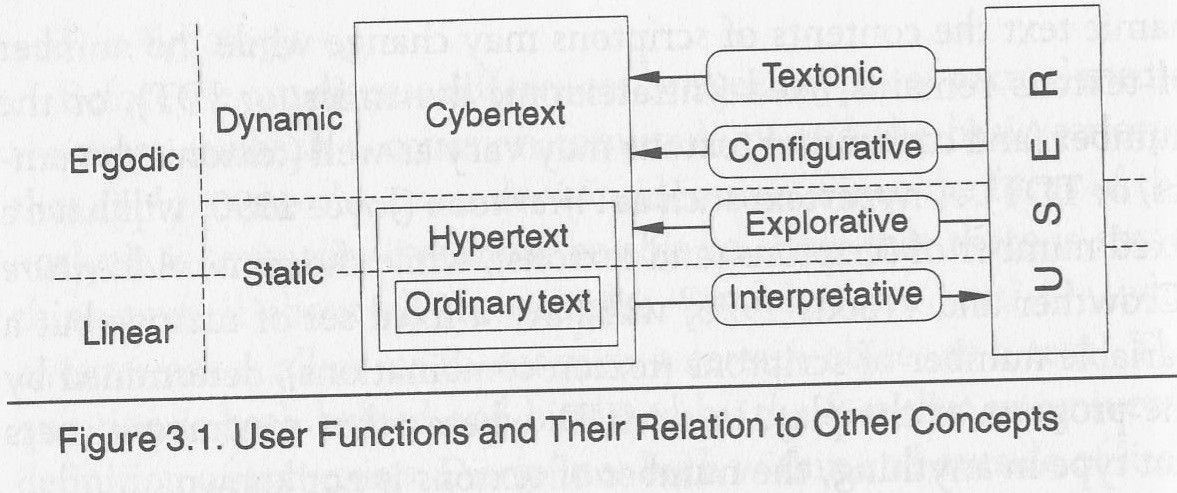 Textonic
Dynamic Cybertext
Ergodic Configurative
Hypertext Explorative
Static
Ordinary text Interpretative
Linear
USER
Figure 3.1. User Functions and Their Relation to Other Concepts